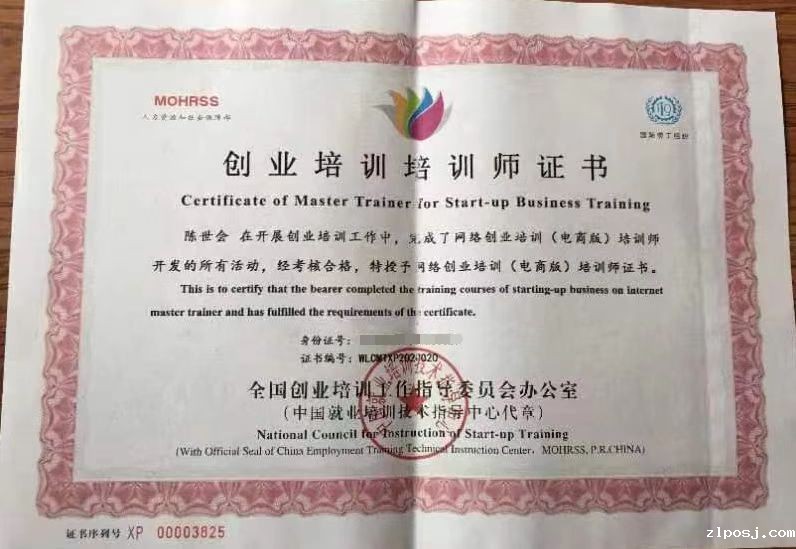 MOHRSS
人力资源和社会保障部
国际劳工组织
创业培训培训师证书
Certificate of Master Trainer for Start-up Business Training
陈世会 在开展创业培训工作中，完成了网络创业培训（电商版）培训师
开发的所有活动，经考核合格，特授予网络创业培训（电商版）培训师证书。
This is to certify that the bearer completed the training courses of starting-up business on internet
master trainer and has fulfilled the requirements of the certificate.
身份证号：
证书编号：
全国创业培训工作指导委员会办公室
（中国就业培训技术指导中心代章）
National Council for Instruction of Start-up Training
(With Official Seal of China Employment Training Technical Instruction Center，MOHRSS, P.R.CHINA)
证书序列号 XP 00003825
zlposj.com